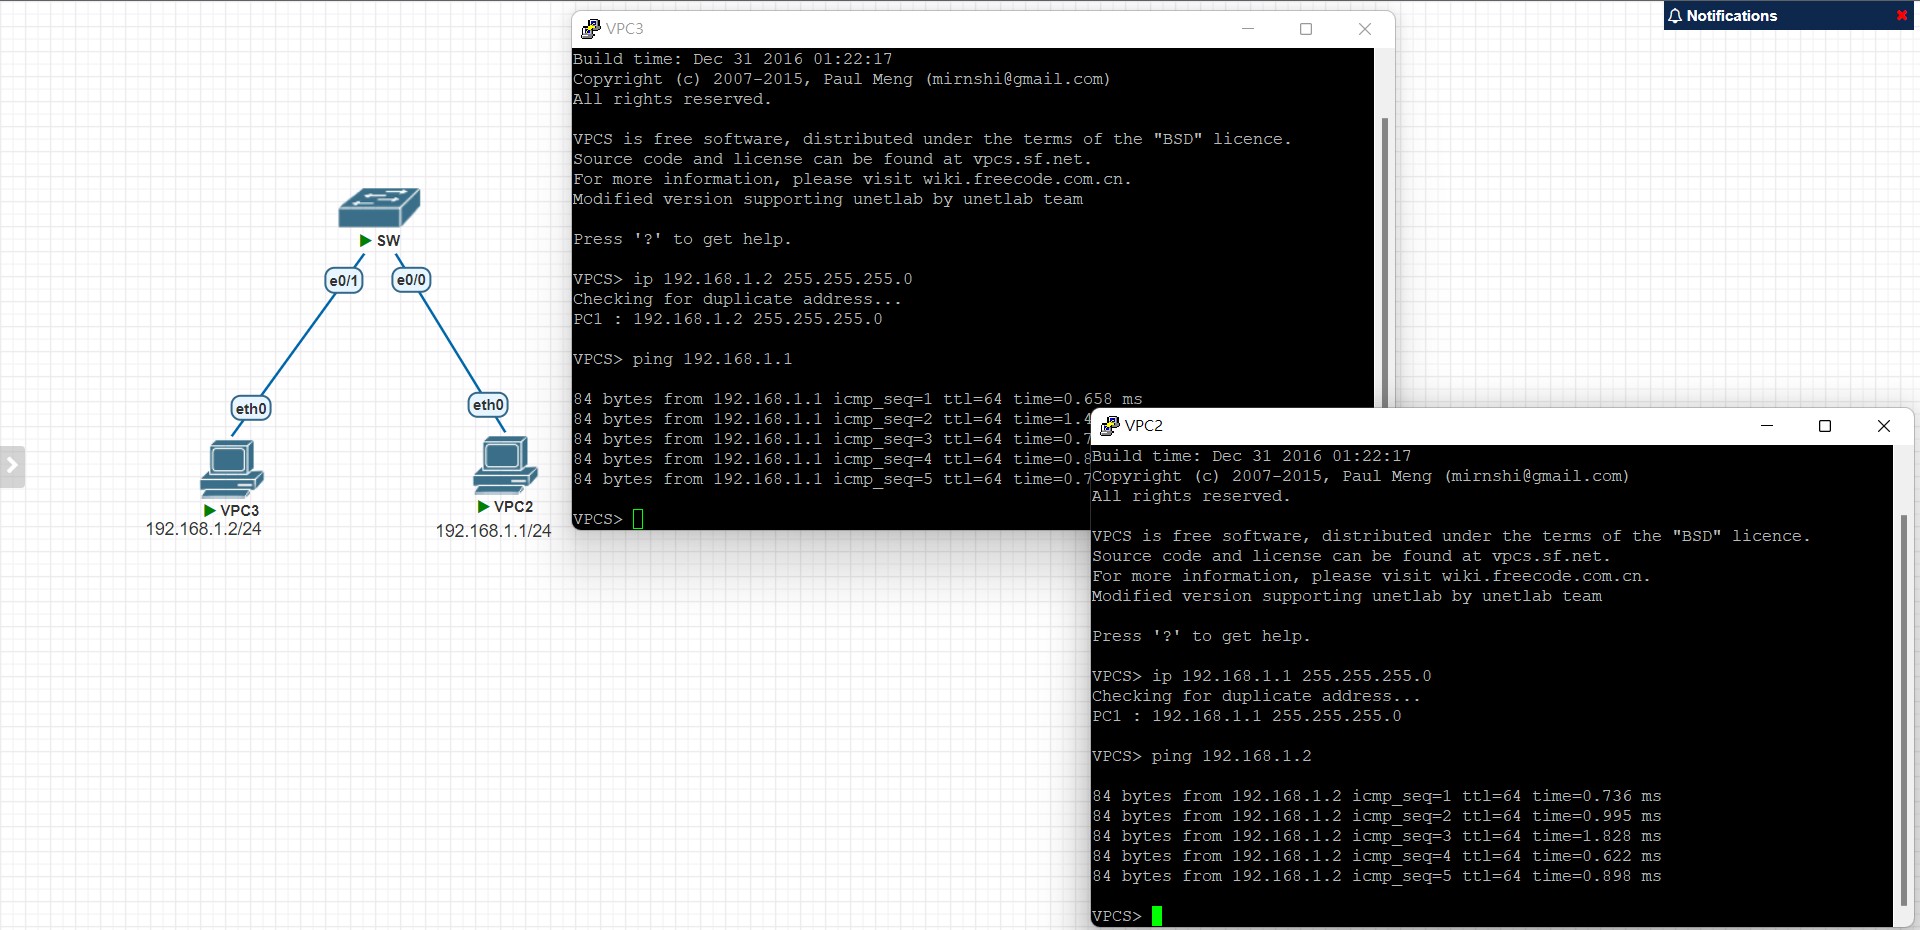 Notifications
SW
e0/1
e0/0
eth0
eth0
VPC3
192.168.1.2/24
VPC2
192.168.1.1/24
VPC3
Build time: Dec 31 2016 01:22:17
Copyright (c) 2007-2015, Paul Meng (mirnshi@gmail.com)
All rights reserved.
VPCS is free software, distributed under the terms of the "BSD" licence.
Source code and license can be found at vpcs.sf.net.
For more information, please visit wiki.freecode.com.cn.
Modified version supporting unetlab by unetlab team
Press '?' to get help.
VPCS> ip 192.168.1.2 255.255.255.0
Checking for duplicate address...
PC1 : 192.168.1.2 255.255.255.0
VPCS> ping 192.168.1.1
84 bytes from 192.168.1.1 icmp_seq=1 ttl=64 time=0.658 ms
84 bytes from 192.168.1.1 icmp_seq=2 ttl=64 time=1.4
84 bytes from 192.168.1.1 icmp_seq=3 ttl=64 time=0.7
84 bytes from 192.168.1.1 icmp_seq=4 ttl=64 time=0.8
84 bytes from 192.168.1.1 icmp_seq=5 ttl=64 time=0.7
VPCS>
VPC2
Build time: Dec 31 2016 01:22:17
Copyright (c) 2007-2015, Paul Meng (mirnshi@gmail.com)
All rights reserved.
VPCS is free software, distributed under the terms of the "BSD" licence.
Source code and license can be found at vpcs.sf.net.
For more information, please visit wiki.freecode.com.cn.
Modified version supporting unetlab by unetlab team
Press '?' to get help.
VPCS> ip 192.168.1.1 255.255.255.0
Checking for duplicate address...
PC1 : 192.168.1.1 255.255.255.0
VPCS> ping 192.168.1.2
84 bytes from 192.168.1.2 icmp_seq=1 ttl=64 time=0.736 ms
84 bytes from 192.168.1.2 icmp_seq=2 ttl=64 time=0.995 ms
84 bytes from 192.168.1.2 icmp_seq=3 ttl=64 time=1.828 ms
84 bytes from 192.168.1.2 icmp_seq=4 ttl=64 time=0.622 ms
84 bytes from 192.168.1.2 icmp_seq=5 ttl=64 time=0.898 ms
VPCS>